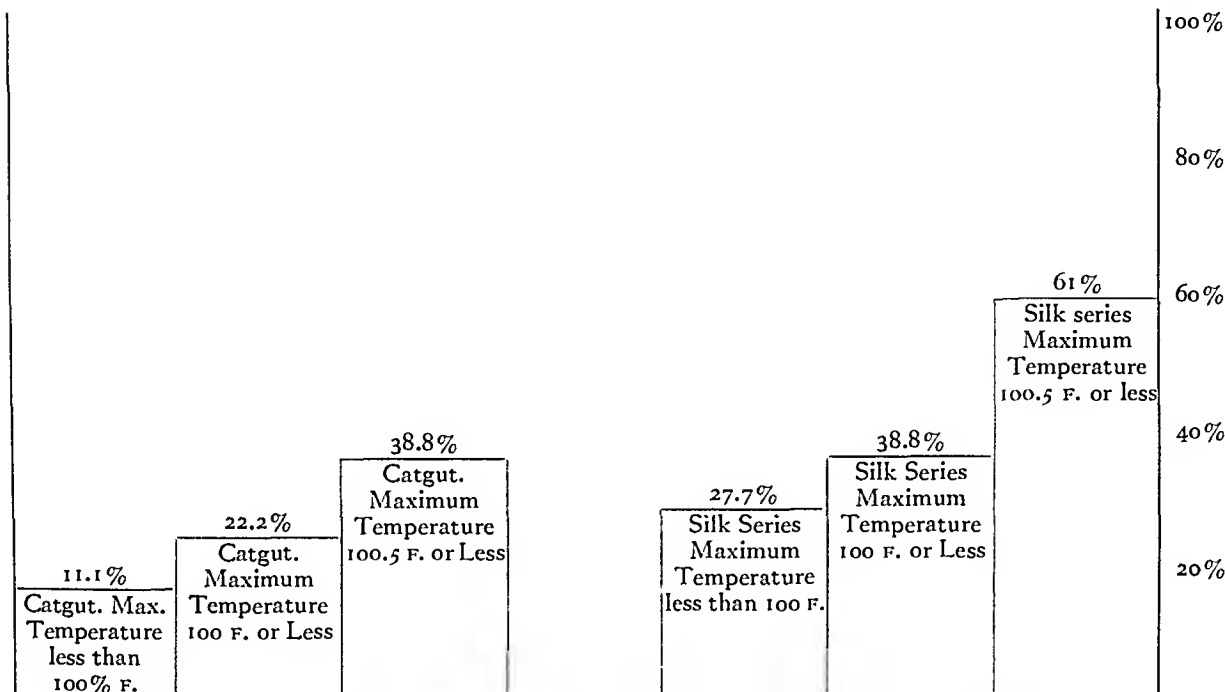 11.1%
Catgut. Max.
Temperature
less than
100% F.
22.2%
Catgut.
Maximum
Temperature
100 F. or Less
38.8%
Catgut.
Maximum
Temperature
100.5 F. or Less
27.7%
Silk Series
Maximum
Temperature
less than 100 F.
38.8%
Silk Series
Maximum
Temperature
100 F. or Less
61%
Silk series
Maximum
Temperature
100.5 F. or less
100%
80%
60%
40%
20%